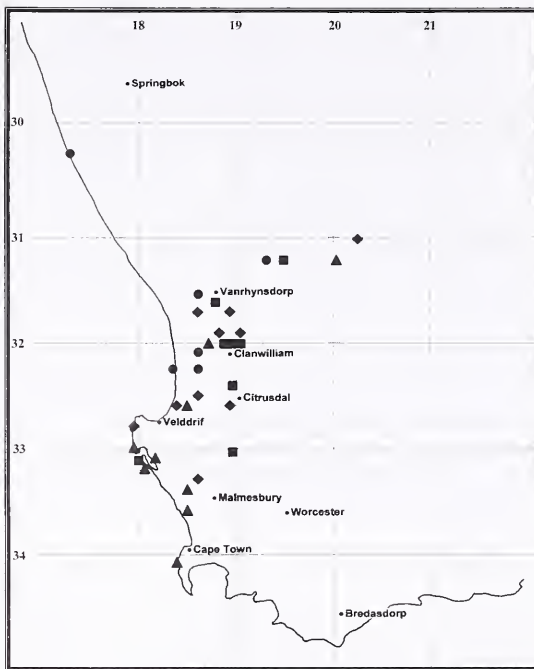 18 19 20 21
Springbok
30
31
Vanrhynsdorp
32
Clanwilliam
Citrusdal
Velddrif
33
Malmesbury
Worcester
Cape Town
34
Bredasdorp